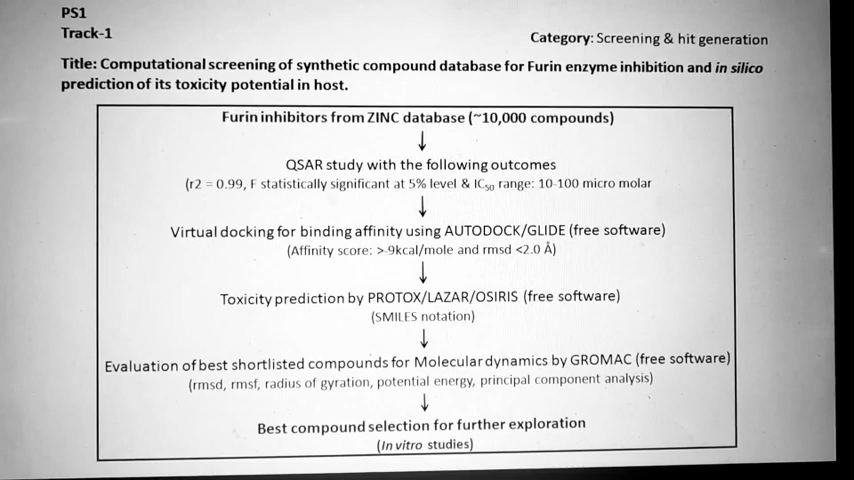 PS1
Track-1
Category: Screening & hit generation
Title: Computational screening of synthetic compound database for Furin enzyme inhibition and in silico
prediction of its toxicity potential in host.
Furin inhibitors from ZINC database (~10,000 compounds)
↓
QSAR study with the following outcomes
(r2 = 0.99, F statistically significant at 5% level & IC50 range: 10-100 micro molar
↓
Virtual docking for binding affinity using AUTODOCK/GLIDE (free software)
(Affinity score: >-9kcal/mole and rmsd <2.0 Å)
↓
Toxicity prediction by PROTOX/LAZAR/OSIRIS (free software)
(SMILES notation)
↓
Evaluation of best shortlisted compounds for Molecular dynamics by GROMAC (free software)
(rmsd, rmsf, radius of gyration, potential energy, principal component analysis)
↓
Best compound selection for further exploration
(In vitro studies)